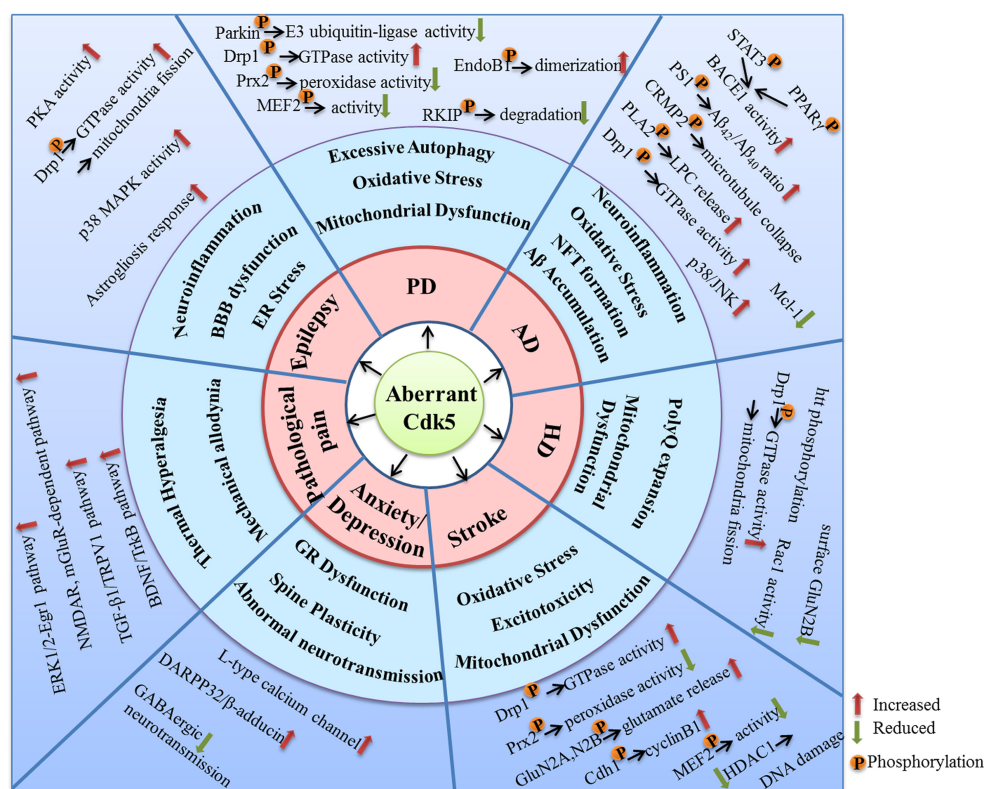 Parkin P E3 ubiquitin-ligase activity
Drp1 P GTPase activity
Prx2 P peroxidase activity
MEF2 P activity
EndoB1 P dimerization
RKIP P degradation
Excessive Autophagy
Oxidative Stress
Mitochondrial Dysfunction
PD
STAT3 P
PPARγ P
BACE1 activity
PS1 P Aβ42/Aβ40 ratio
CRMP2 P microtubule collapse
PLA2 P LPC release
Drp1 P GTPase activity
p38/JNK
Mcl-1
Neuroinflammation
Oxidative Stress
NFT formation
Aβ Accumulation
AD
Htt phosphorylation
Drp1 P GTPase activity
mitochondria fission
Rac1 activity
surface GluN2B
PolyQ expansion
Mitochondrial
Dysfunction
HD
Stroke
Oxidative Stress
Excitotoxicity
Mitochondrial Dysfunction
Drp1 P GTPase activity
Prx2 P peroxidase activity
GluN2A,N2B P glutamate release
Cdh1 P cyclinB1
MEF2 P activity
HDAC1 DNA damage
Anxiety/
Depression
GR Dysfunction
Spine Plasticity
Abnormal neurotransmission
L-type calcium channel
DARPP32/β-adducin
GABAergic
neurotransmission
Pathological
pain
Mechanical allodynia
Thermal Hyperalgesia
BDNF/TrkB pathway
TGF-β1/TRPV1 pathway
NMDAR, mGluR-dependent pathway
ERK1/2-Egr1 pathway
Epilepsy
Neuroinflammation
BBB dysfunction
ER Stress
PKA activity
Drp1 P GTPase activity
mitochondria fission
p38 MAPK activity
Astrogliosis response
Aberrant
Cdk5
Increased
Reduced
P Phosphorylation